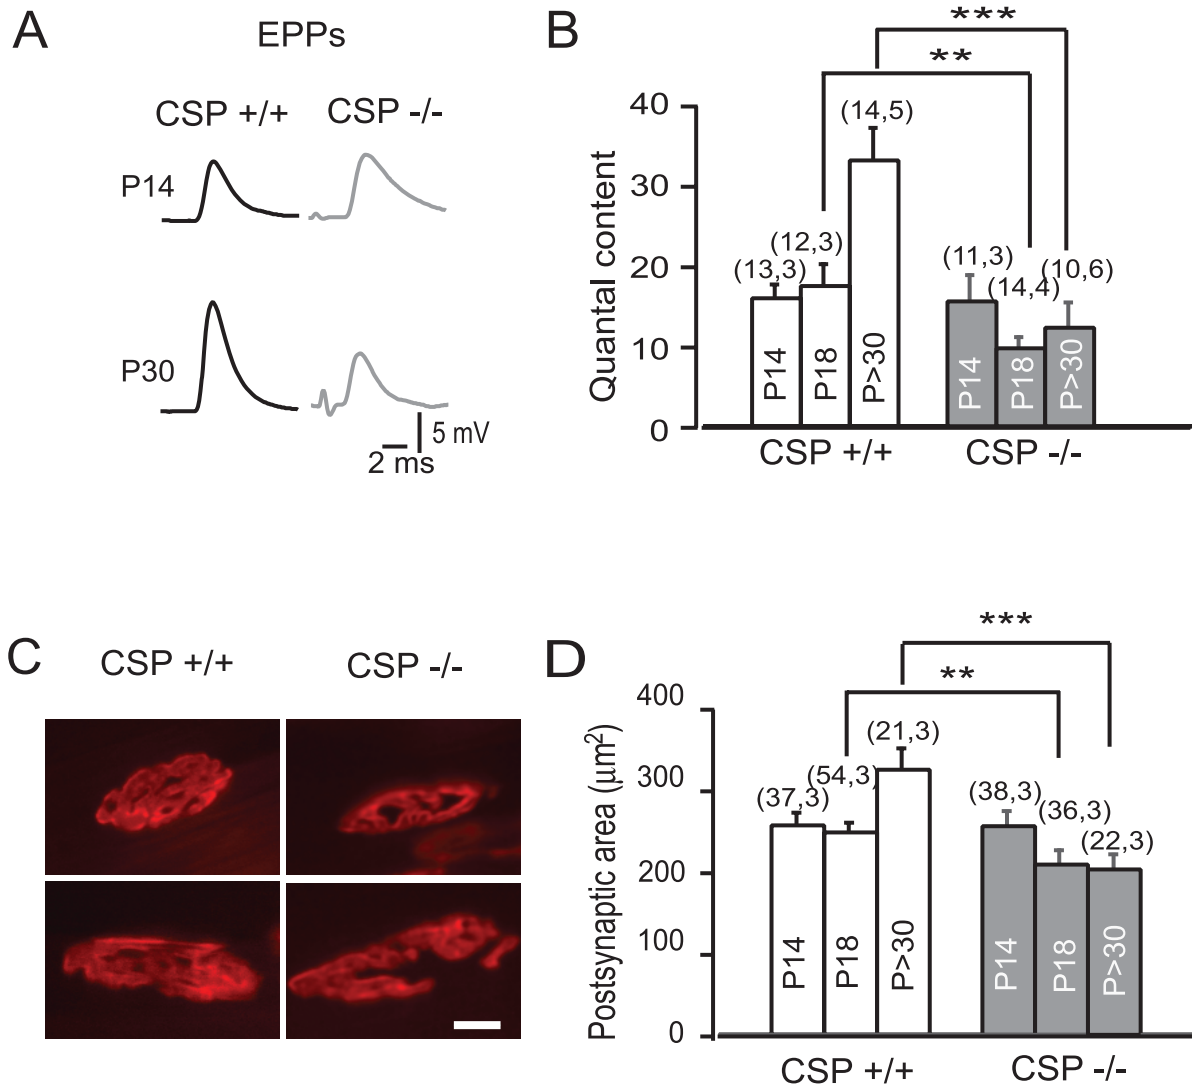 A
EPPs
CSP +/+
CSP -/-
P14
P30
5 mV
2 ms
B
***
**
Quantal content
40
30
20
10
0
(13,3)
(12,3)
(14,5)
(11,3)
(14,4)
(10,6)
P14
P18
P>30
P14
P18
P>30
CSP +/+
CSP -/-
C
CSP +/+
CSP -/-
D
***
**
Postsynaptic area (μm²)
400
300
200
100
0
(37,3)
(54,3)
(21,3)
(38,3)
(36,3)
(22,3)
P14
P18
P>30
P14
P18
P>30
CSP +/+
CSP -/-